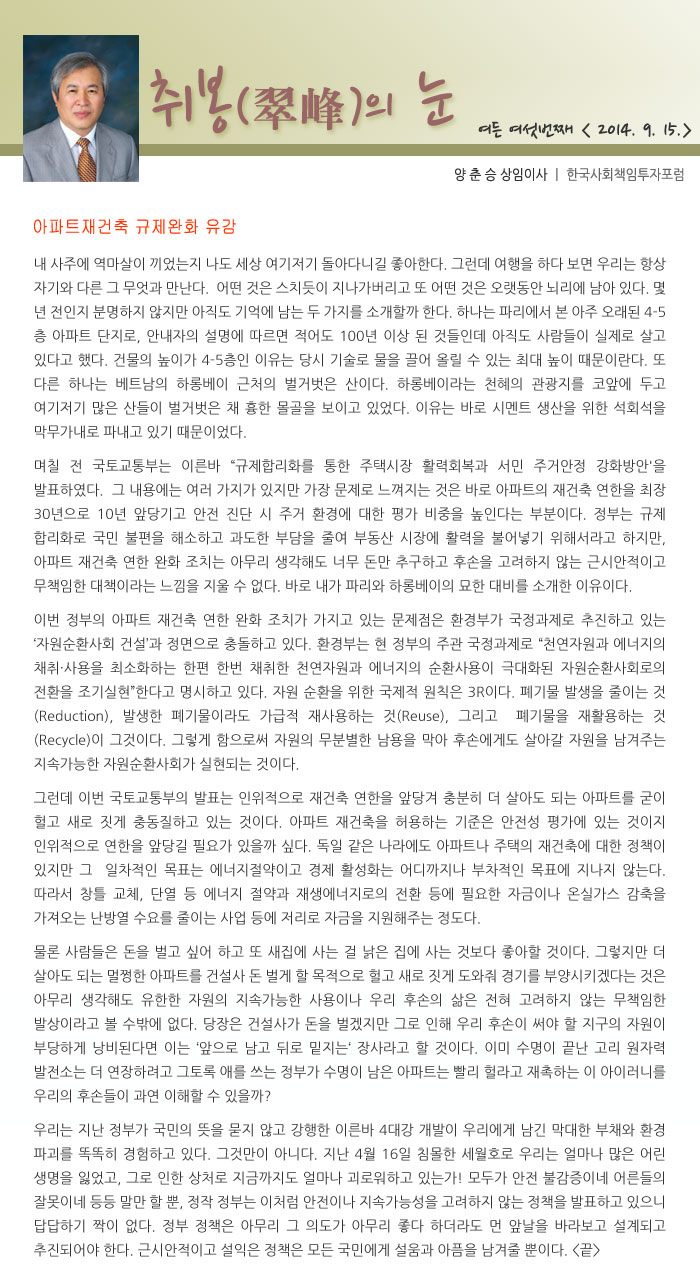 취봉(翠峰)의 눈
여든 여섯번째 < 2014. 9. 15.>
양 춘 승 상임이사 ㅣ 한국사회책임투자포럼
아파트재건축 규제완화 유감
내 사주에 역마살이 끼었는지 나도 세상 여기저기 돌아다니길 좋아한다. 그런데 여행을 하다 보면 우리는 항상
자기와 다른 그 무엇과 만난다. 어떤 것은 스치듯이 지나가버리고 또 어떤 것은 오랫동안 뇌리에 남아 있다. 몇
년 전인지 분명하지 않지만 아직도 기억에 남는 두 가지를 소개할까 한다. 하나는 파리에서 본 아주 오래된 4-5
층 아파트 단지로, 안내자의 설명에 따르면 적어도 100년 이상 된 것들인데 아직도 사람들이 실제로 살고
있다고 했다. 건물의 높이가 4-5층인 이유는 당시 기술로 물을 끌어 올릴 수 있는 최대 높이 때문이란다. 또
다른 하나는 베트남의 하롱베이 근처의 벌거벗은 산이다. 하롱베이라는 천혜의 관광지를 코앞에 두고
여기저기 많은 산들이 벌거벗은 채 흉한 몰골을 보이고 있었다. 이유는 바로 시멘트 생산을 위한 석회석을
막무가내로 파내고 있기 때문이었다.
며칠 전 국토교통부는 이른바 “규제합리화를 통한 주택시장 활력회복과 서민 주거안정 강화방안'을
발표하였다. 그 내용에는 여러 가지가 있지만 가장 문제로 느껴지는 것은 바로 아파트의 재건축 연한을 최장
30년으로 10년 앞당기고 안전 진단 시 주거 환경에 대한 평가 비중을 높인다는 부분이다. 정부는 규제
합리화로 국민 불편을 해소하고 과도한 부담을 줄여 부동산 시장에 활력을 불어넣기 위해서라고 하지만,
아파트 재건축 연한 완화 조치는 아무리 생각해도 너무 돈만 추구하고 후손을 고려하지 않는 근시안적이고
무책임한 대책이라는 느낌을 지울 수 없다. 바로 내가 파리와 하롱베이의 묘한 대비를 소개한 이유이다.
이번 정부의 아파트 재건축 연한 완화 조치가 가지고 있는 문제점은 환경부가 국정과제로 추진하고 있는
‘자원순환사회 건설’과 정면으로 충돌하고 있다. 환경부는 현 정부의 주관 국정과제로 “천연자원과 에너지의
채취·사용을 최소화하는 한편 한번 채취한 천연자원과 에너지의 순환사용이 극대화된 자원순환사회로의
전환을 조기실현”한다고 명시하고 있다. 자원 순환을 위한 국제적 원칙은 3R이다. 폐기물 발생을 줄이는 것
(Reduction), 발생한 폐기물이라도 가급적 재사용하는 것(Reuse), 그리고 폐기물을 재활용하는 것
(Recycle)이 그것이다. 그렇게 함으로써 자원의 무분별한 남용을 막아 후손에게도 살아갈 자원을 남겨주는
지속가능한 자원순환사회가 실현되는 것이다.
그런데 이번 국토교통부의 발표는 인위적으로 재건축 연한을 앞당겨 충분히 더 살아도 되는 아파트를 굳이
헐고 새로 짓게 충동질하고 있는 것이다. 아파트 재건축을 허용하는 기준은 안전성 평가에 있는 것이지
인위적으로 연한을 앞당길 필요가 있을까 싶다. 독일 같은 나라에도 아파트나 주택의 재건축에 대한 정책이
있지만 그 일차적인 목표는 에너지절약이고 경제 활성화는 어디까지나 부차적인 목표에 지나지 않는다.
따라서 창틀 교체, 단열 등 에너지 절약과 재생에너지로의 전환 등에 필요한 자금이나 온실가스 감축을
가져오는 난방열 수요를 줄이는 사업 등에 저리로 자금을 지원해주는 정도다.
물론 사람들은 돈을 벌고 싶어 하고 또 새집에 사는 걸 낡은 집에 사는 것보다 좋아할 것이다. 그렇지만 더
살아도 되는 멀쩡한 아파트를 건설사 돈 벌게 할 목적으로 헐고 새로 짓게 도와줘 경기를 부양시키겠다는 것은
아무리 생각해도 유한한 자원의 지속가능한 사용이나 우리 후손의 삶은 전혀 고려하지 않는 무책임한
발상이라고 볼 수밖에 없다. 당장은 건설사가 돈을 벌겠지만 그로 인해 우리 후손이 써야 할 지구의 자원이
부당하게 낭비된다면 이는 ‘앞으로 남고 뒤로 밑지는‘ 장사라고 할 것이다. 이미 수명이 끝난 고리 원자력
발전소는 더 연장하려고 그토록 애를 쓰는 정부가 수명이 남은 아파트는 빨리 헐라고 재촉하는 이 아이러니를
우리의 후손들이 과연 이해할 수 있을까?
우리는 지난 정부가 국민의 뜻을 묻지 않고 강행한 이른바 4대강 개발이 우리에게 남긴 막대한 부채와 환경
파괴를 똑똑히 경험하고 있다. 그것만이 아니다. 지난 4월 16일 침몰한 세월호로 우리는 얼마나 많은 어린
생명을 잃었고, 그로 인한 상처로 지금까지도 얼마나 괴로워하고 있는가! 모두가 안전 불감증이네 어른들의
잘못이네 등등 말만 할 뿐, 정작 정부는 이처럼 안전이나 지속가능성을 고려하지 않는 정책을 발표하고 있으니
답답하기 짝이 없다. 정부 정책은 아무리 그 의도가 아무리 좋다 하더라도 먼 앞날을 바라보고 설계되고
추진되어야 한다. 근시안적이고 설익은 정책은 모든 국민에게 설움과 아픔을 남겨줄 뿐이다. <끝>